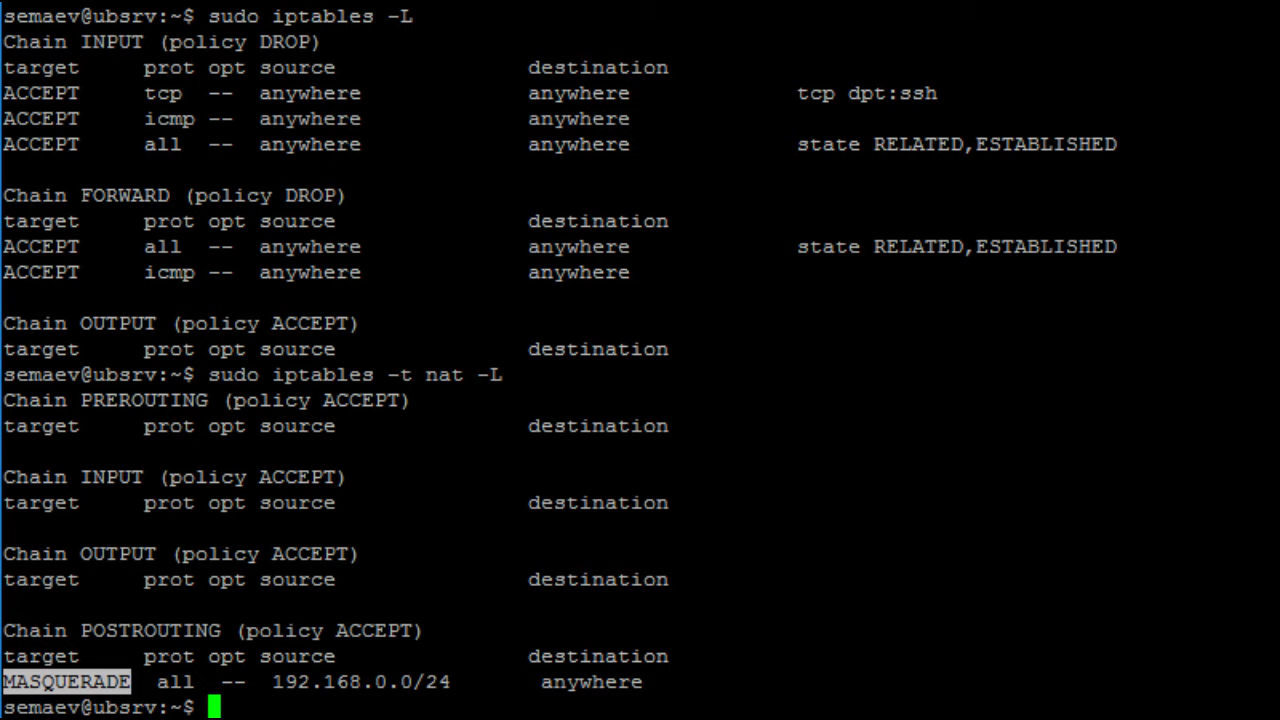 semaev@ubsrv:~$ sudo iptables -L
Chain INPUT (policy DROP)
target     prot opt source               destination
ACCEPT     tcp  --  anywhere             anywhere             tcp dpt:ssh
ACCEPT     icmp --  anywhere             anywhere
ACCEPT     all  --  anywhere             anywhere             state RELATED,ESTABLISHED

Chain FORWARD (policy DROP)
target     prot opt source               destination
ACCEPT     all  --  anywhere             anywhere             state RELATED,ESTABLISHED
ACCEPT     icmp --  anywhere             anywhere

Chain OUTPUT (policy ACCEPT)
target     prot opt source               destination
semaev@ubsrv:~$ sudo iptables -t nat -L
Chain PREROUTING (policy ACCEPT)
target     prot opt source               destination

Chain INPUT (policy ACCEPT)
target     prot opt source               destination

Chain OUTPUT (policy ACCEPT)
target     prot opt source               destination

Chain POSTROUTING (policy ACCEPT)
target     prot opt source               destination
MASQUERADE  all  --  192.168.0.0/24       anywhere
semaev@ubsrv:~$